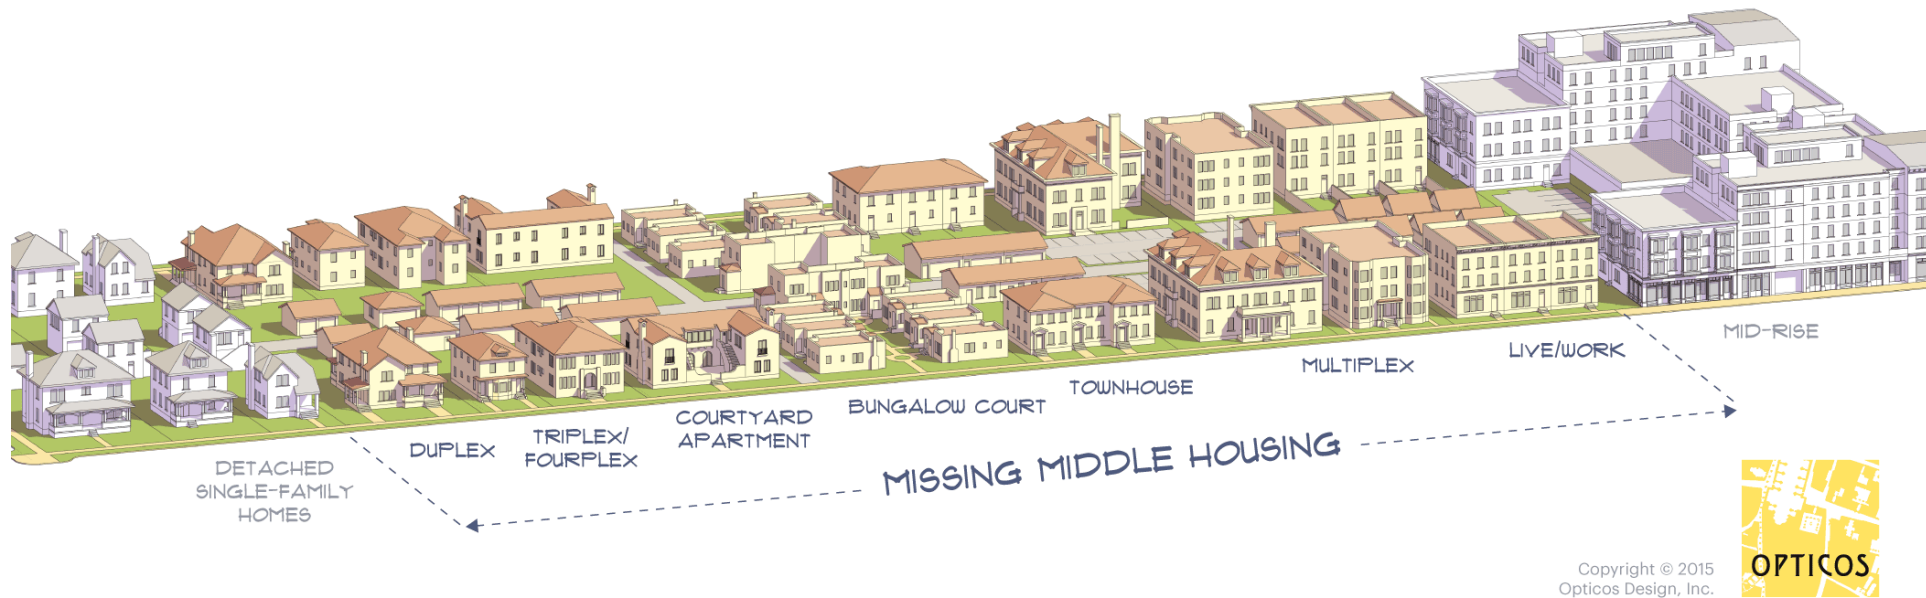 DETACHED
SINGLE-FAMILY
HOMES
DUPLEX
TRIPLEX/
FOURPLEX
COURTYARD
APARTMENT
BUNGALOW COURT
TOWNHOUSE
MULTIPLEX
LIVE/WORK
MID-RISE
MISSING MIDDLE HOUSING
Copyright © 2015
Opticos Design, Inc.
OPTICOS